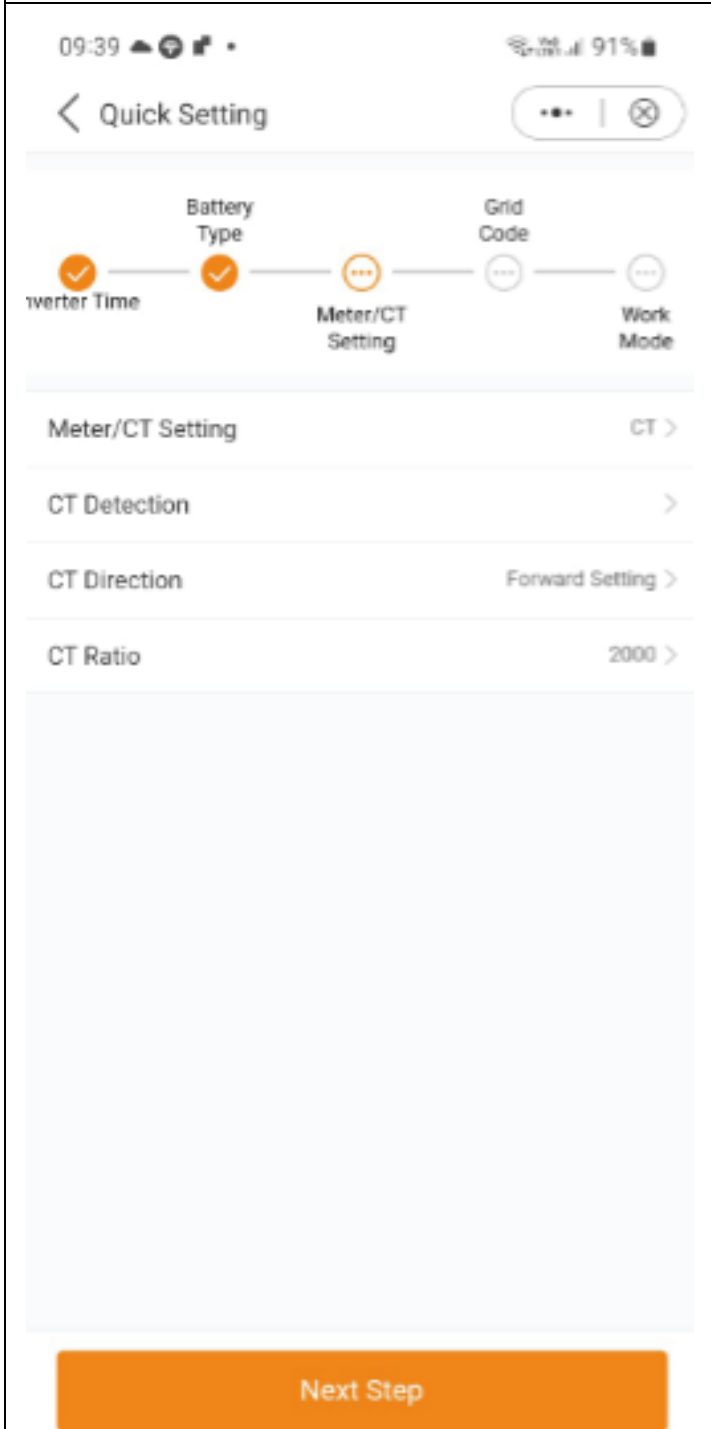 09:39
91%
Quick Setting
Battery
Type
Grid
Code
nverter Time
Meter/CT
Setting
Work
Mode
Meter/CT Setting
CT >
CT Detection
>
CT Direction
Forward Setting >
CT Ratio
2000 >
Next Step